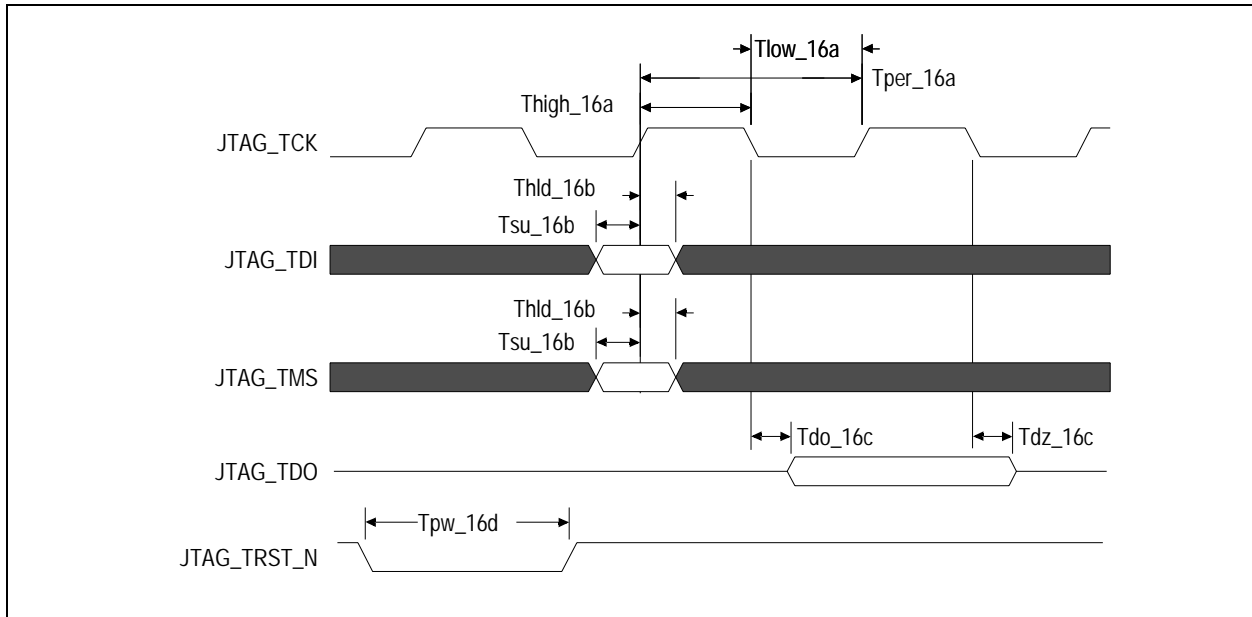 Tlow_16a
Tper_16a
Thigh_16a
JTAG_TCK
Thld_16b
Tsu_16b
JTAG_TDI
Thld_16b
Tsu_16b
JTAG_TMS
Tdo_16c
Tdz_16c
JTAG_TDO
Tpw_16d
JTAG_TRST_N